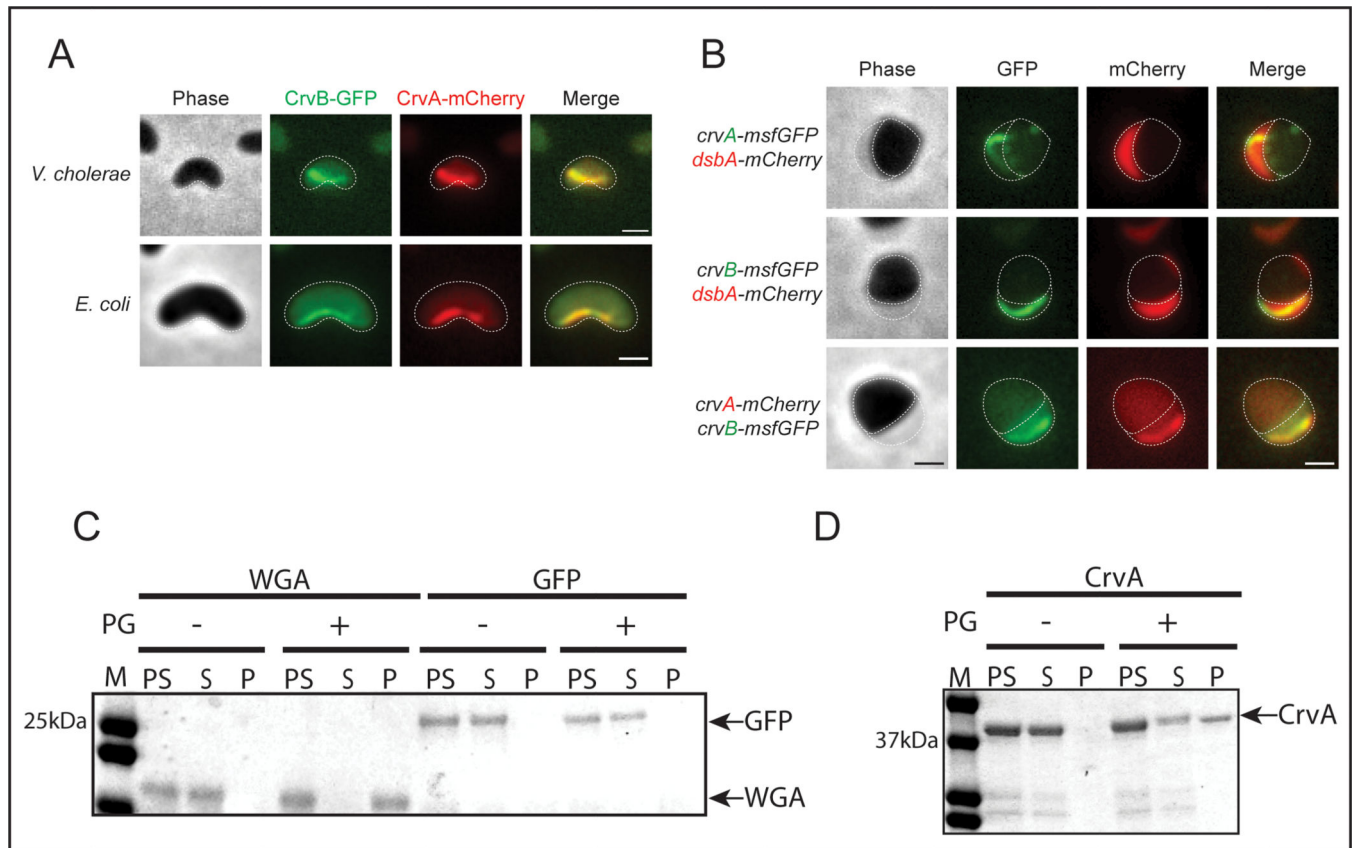 A
Phase CrvB-GFP CrvA-mCherry Merge
V. cholerae
E. coli
B
Phase GFP mCherry Merge
crvA-msfGFP
dsbA-mCherry
crvB-msfGFP
dsbA-mCherry
crvA-mCherry
crvB-msfGFP
C
WGA GFP
PG - + - +
M PS S P PS S P PS S P PS S P
25kDa
GFP
WGA
D
CrvA
PG - +
M PS S P PS S P
37kDa
CrvA